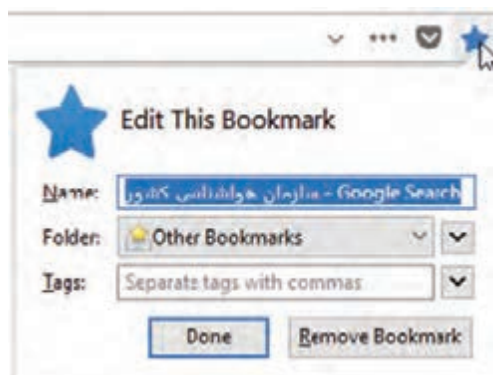 Edit This Bookmark
Name: سازمان هواشناسی کشور - Google Search
Folder: Other Bookmarks
Tags: Separate tags with commas
Done Remove Bookmark